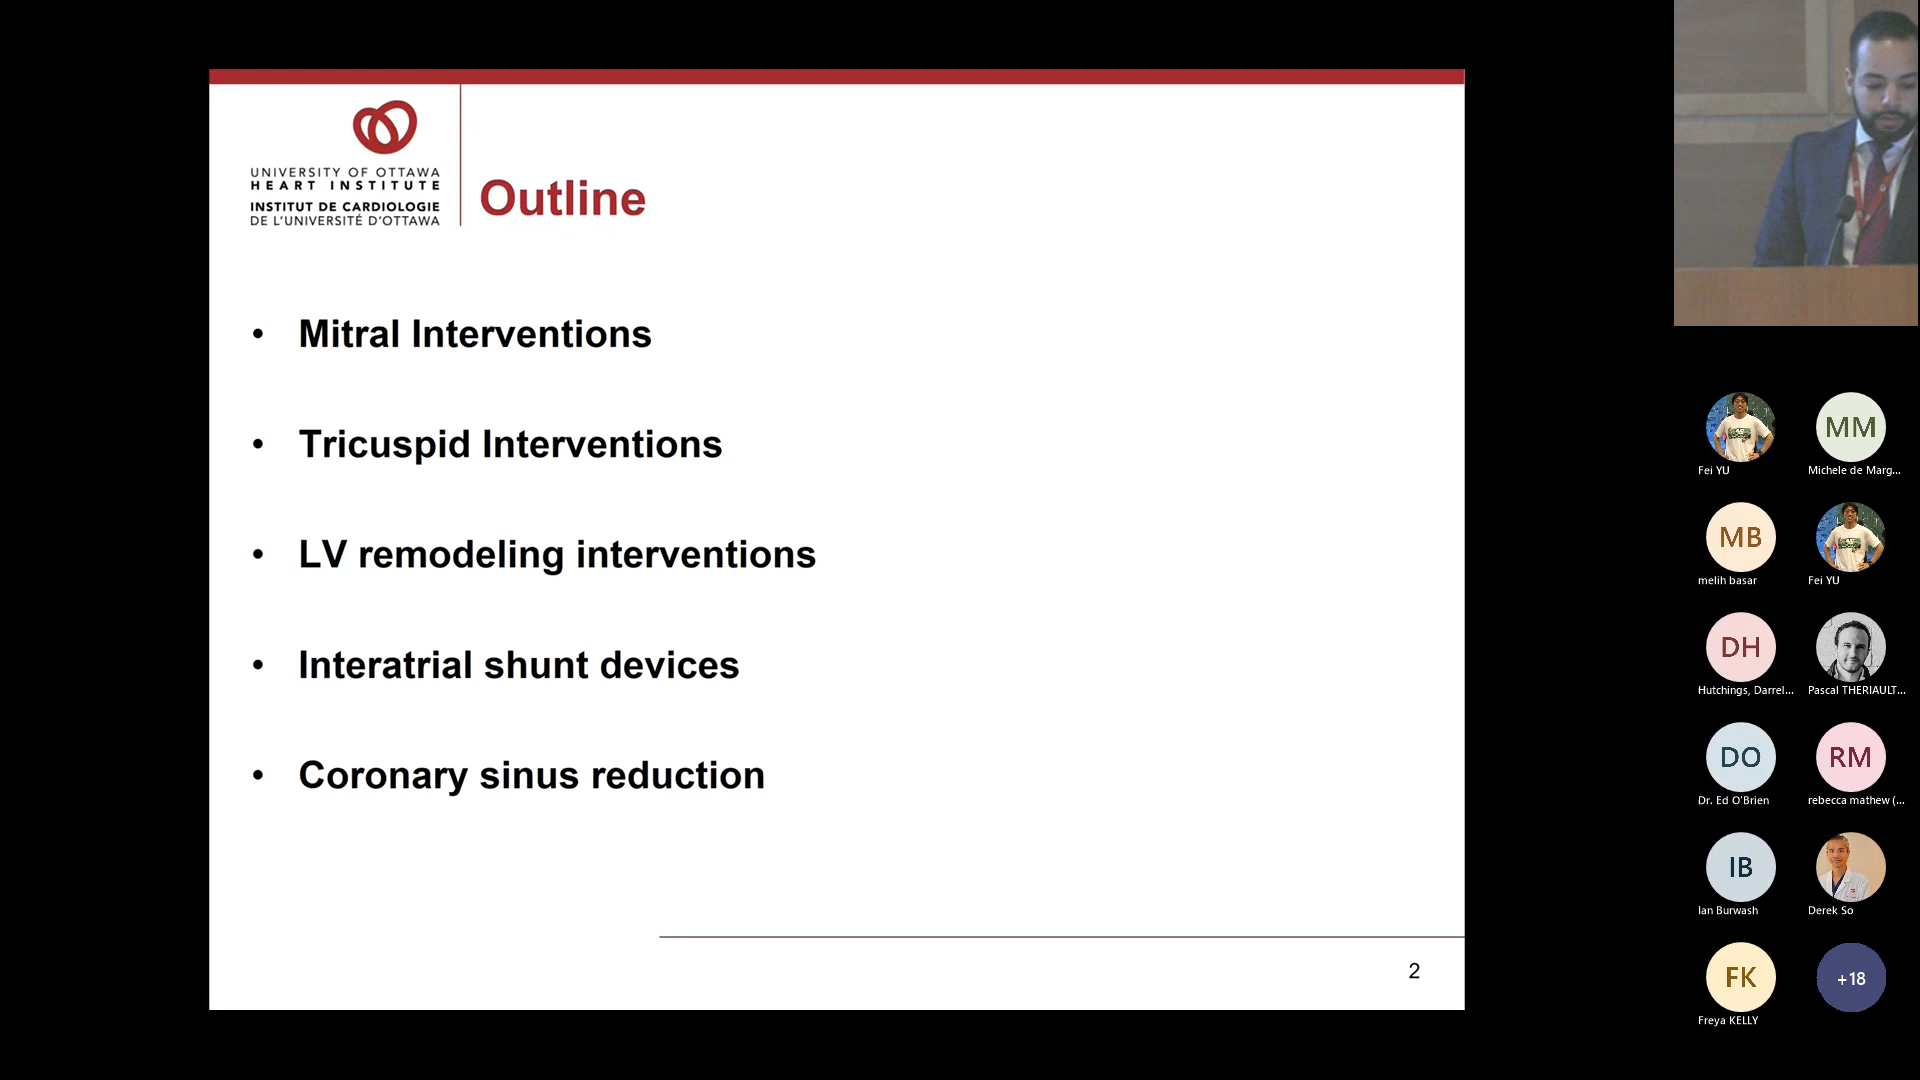 UNIVERSITY OF OTTAWA
HEART INSTITUTE
INSTITUT DE CARDIOLOGIE
DE L'UNIVERSITÉ D'OTTAWA
Outline
• Mitral Interventions
• Tricuspid Interventions
• LV remodeling interventions
• Interatrial shunt devices
• Coronary sinus reduction
2
Fei YU
MM
Michele de Marg...
MB
melih basar
Fei YU
DH
Hutchings, Darrel...
Pascal THERIAULT...
DO
Dr. Ed O'Brien
RM
rebecca mathew (...
IB
Ian Burwash
Derek So
FK
Freya KELLY
+18